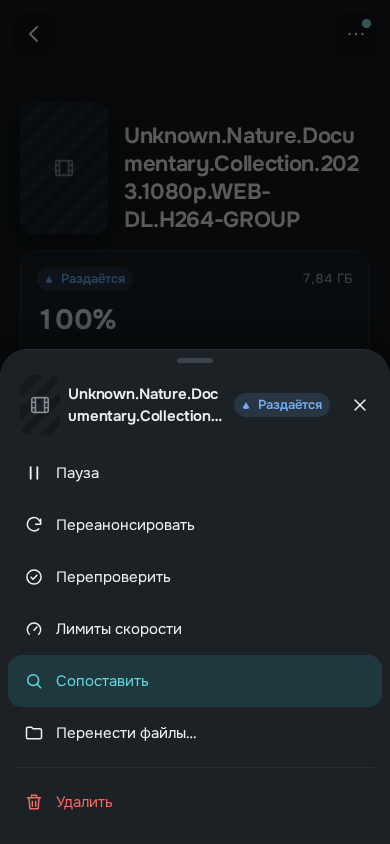 Unknown.Nature.Docu
mentary.Collection.202
3.1080p.WEB-
DL.H264-GROUP
Раздаётся
7,84 ГБ
100%
Unknown.Nature.Doc
umentary.Collection...
Раздаётся
Пауза
Переанонсировать
Перепроверить
Лимиты скорости
Сопоставить
Перенести файлы...
Удалить